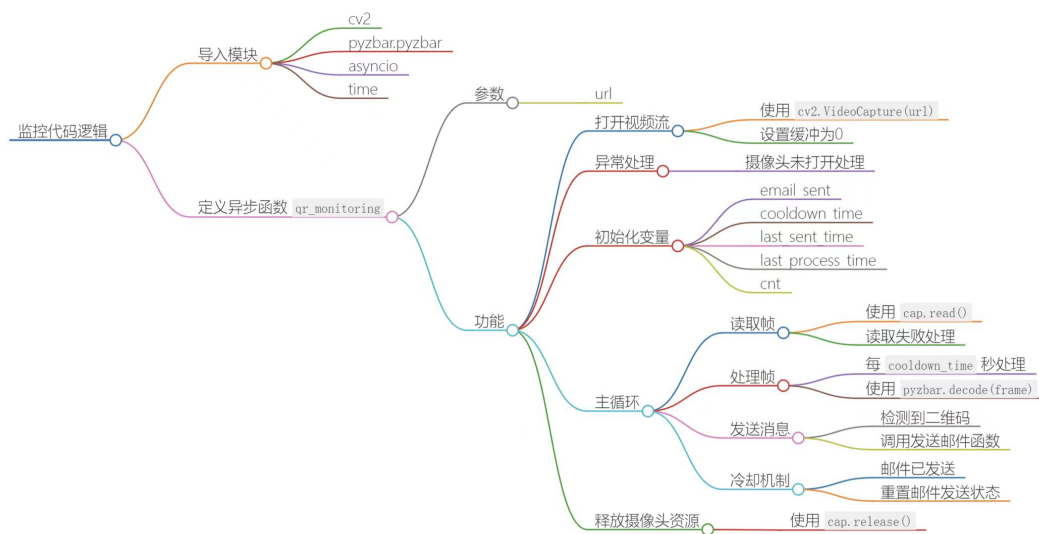 监控代码逻辑
导入模块
cv2
pyzbar.pyzbar
asyncio
time
定义异步函数 qr_monitoring
参数
url
功能
打开视频流
使用 cv2.VideoCapture(url)
设置缓冲为0
异常处理
摄像头未打开处理
初始化变量
email_sent
cooldown_time
last_sent_time
last_process_time
cnt
主循环
读取帧
使用 cap.read()
读取失败处理
处理帧
每 cooldown_time 秒处理
使用 pyzbar.decode(frame)
发送消息
检测到二维码
调用发送邮件函数
冷却机制
邮件已发送
重置邮件发送状态
释放摄像头资源
使用 cap.release()